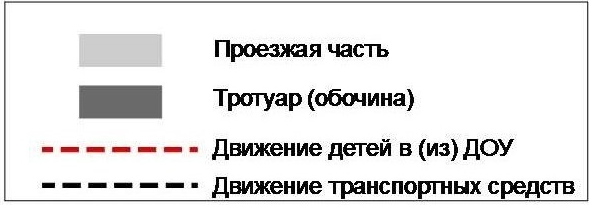 Проезжая часть
Тротуар (обочина)
Движение детей в (из) ДОУ
Движение транспортных средств